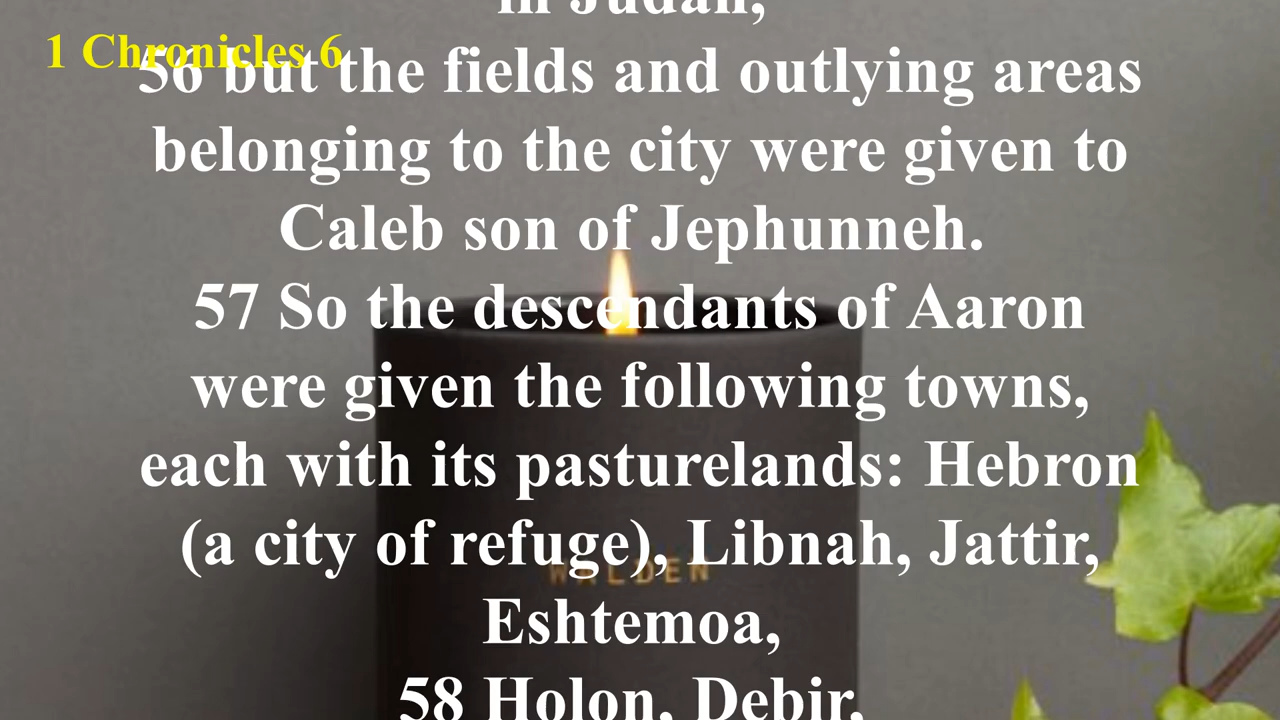 in Judah,
1 Chronicles 6
56 but the fields and outlying areas
belonging to the city were given to
Caleb son of Jephunneh.
57 So the descendants of Aaron
were given the following towns,
each with its pasturelands: Hebron
(a city of refuge), Libnah, Jattir,
WALDEN
Eshtemoa,
58 Holon, Debir,